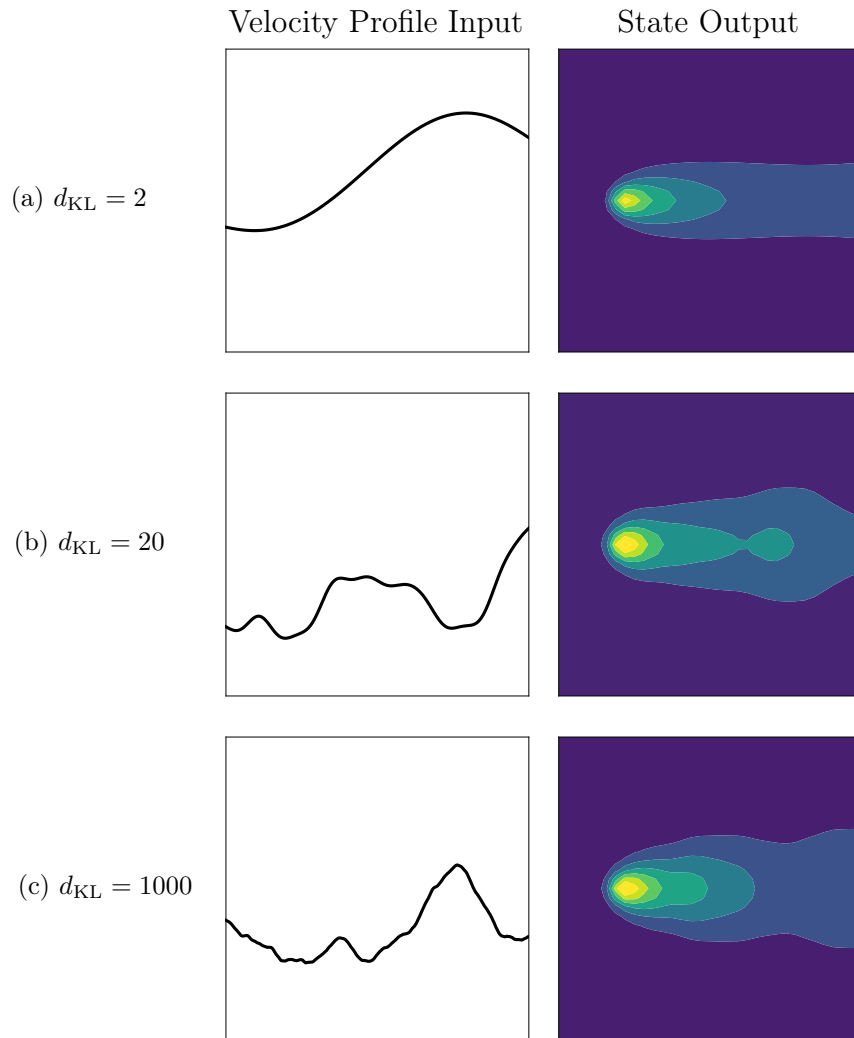 Velocity Profile Input
State Output
(a) d_KL = 2
(b) d_KL = 20
(c) d_KL = 1000